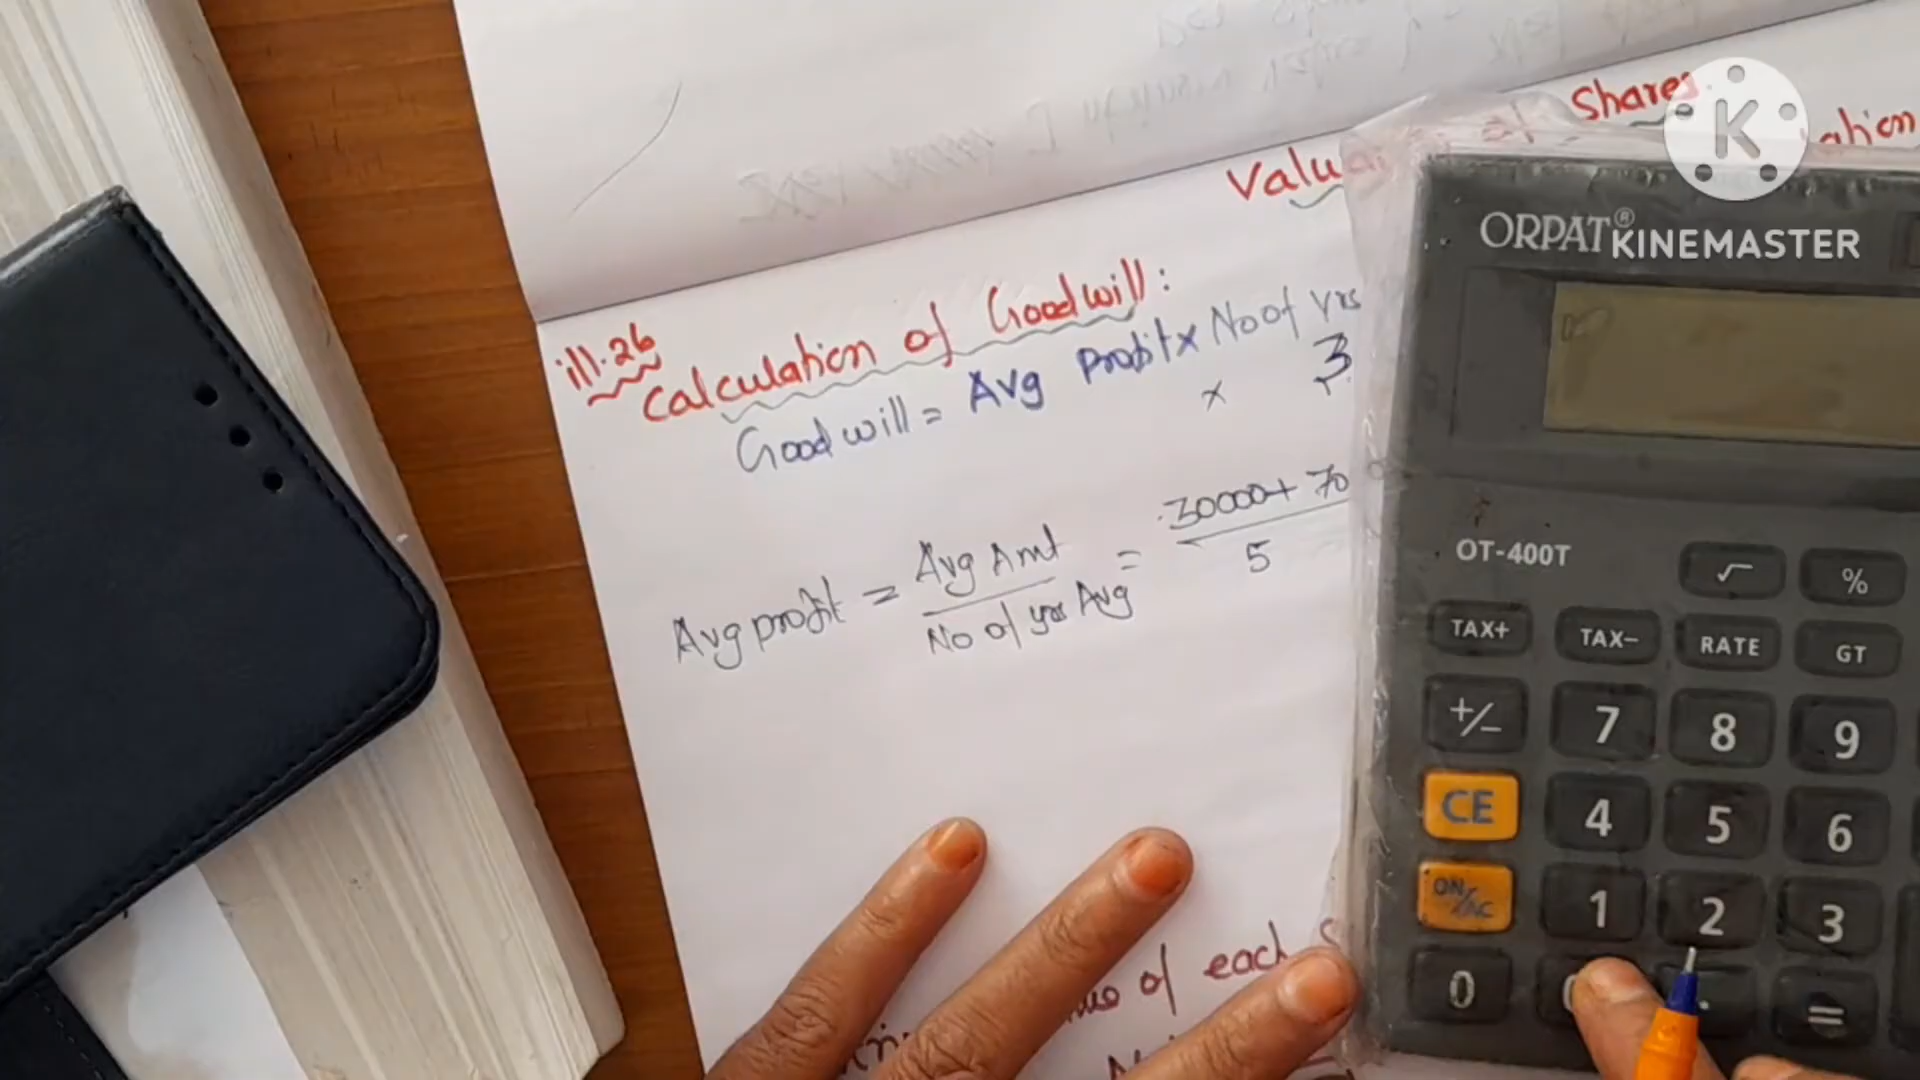 Shares
KINEMASTER
ill.26
Calculation of Goodwill:
Goodwill = Avg Profit x No of yrs
x 3
Avg profit = Avg Amt / No of yrs Avg = 30000+ 70 / 5
of each
ORPAT®
OT-400T
√ %
TAX+ TAX− RATE GT
+/− 7 8 9
CE 4 5 6
ON/AC 1 2 3
0 . =